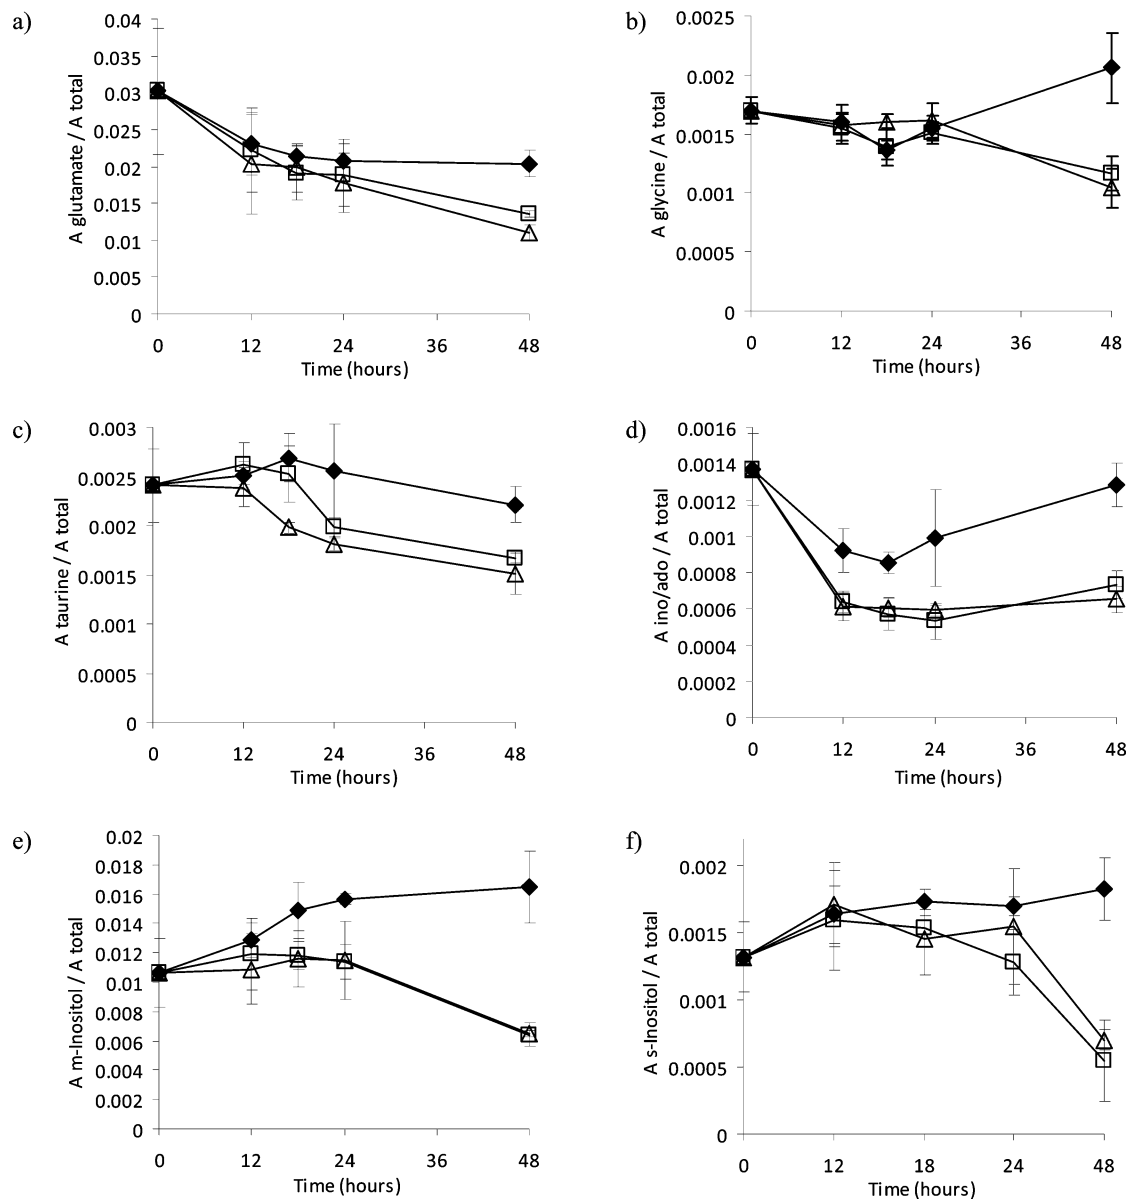 a)
0.04
0.035
0.03
0.025
0.02
0.015
0.01
0.005
0
A glutamate / A total
0 12 24 36 48
Time (hours)
b)
0.0025
0.002
0.0015
0.001
0.0005
0
A glycine / A total
0 12 24 36 48
Time (hours)
c)
0.003
0.0025
0.002
0.0015
0.001
0.0005
0
A taurine / A total
0 12 24 36 48
Time (hours)
d)
0.0016
0.0014
0.0012
0.001
0.0008
0.0006
0.0004
0.0002
0
A ino/ado / A total
0 12 24 36 48
Time (hours)
e)
0.02
0.018
0.016
0.014
0.012
0.01
0.008
0.006
0.004
0.002
0
A m-Inositol / A total
0 12 24 36 48
Time (hours)
f)
0.002
0.0015
0.001
0.0005
0
A s-Inositol / A total
0 12 18 24 48
Time (hours)